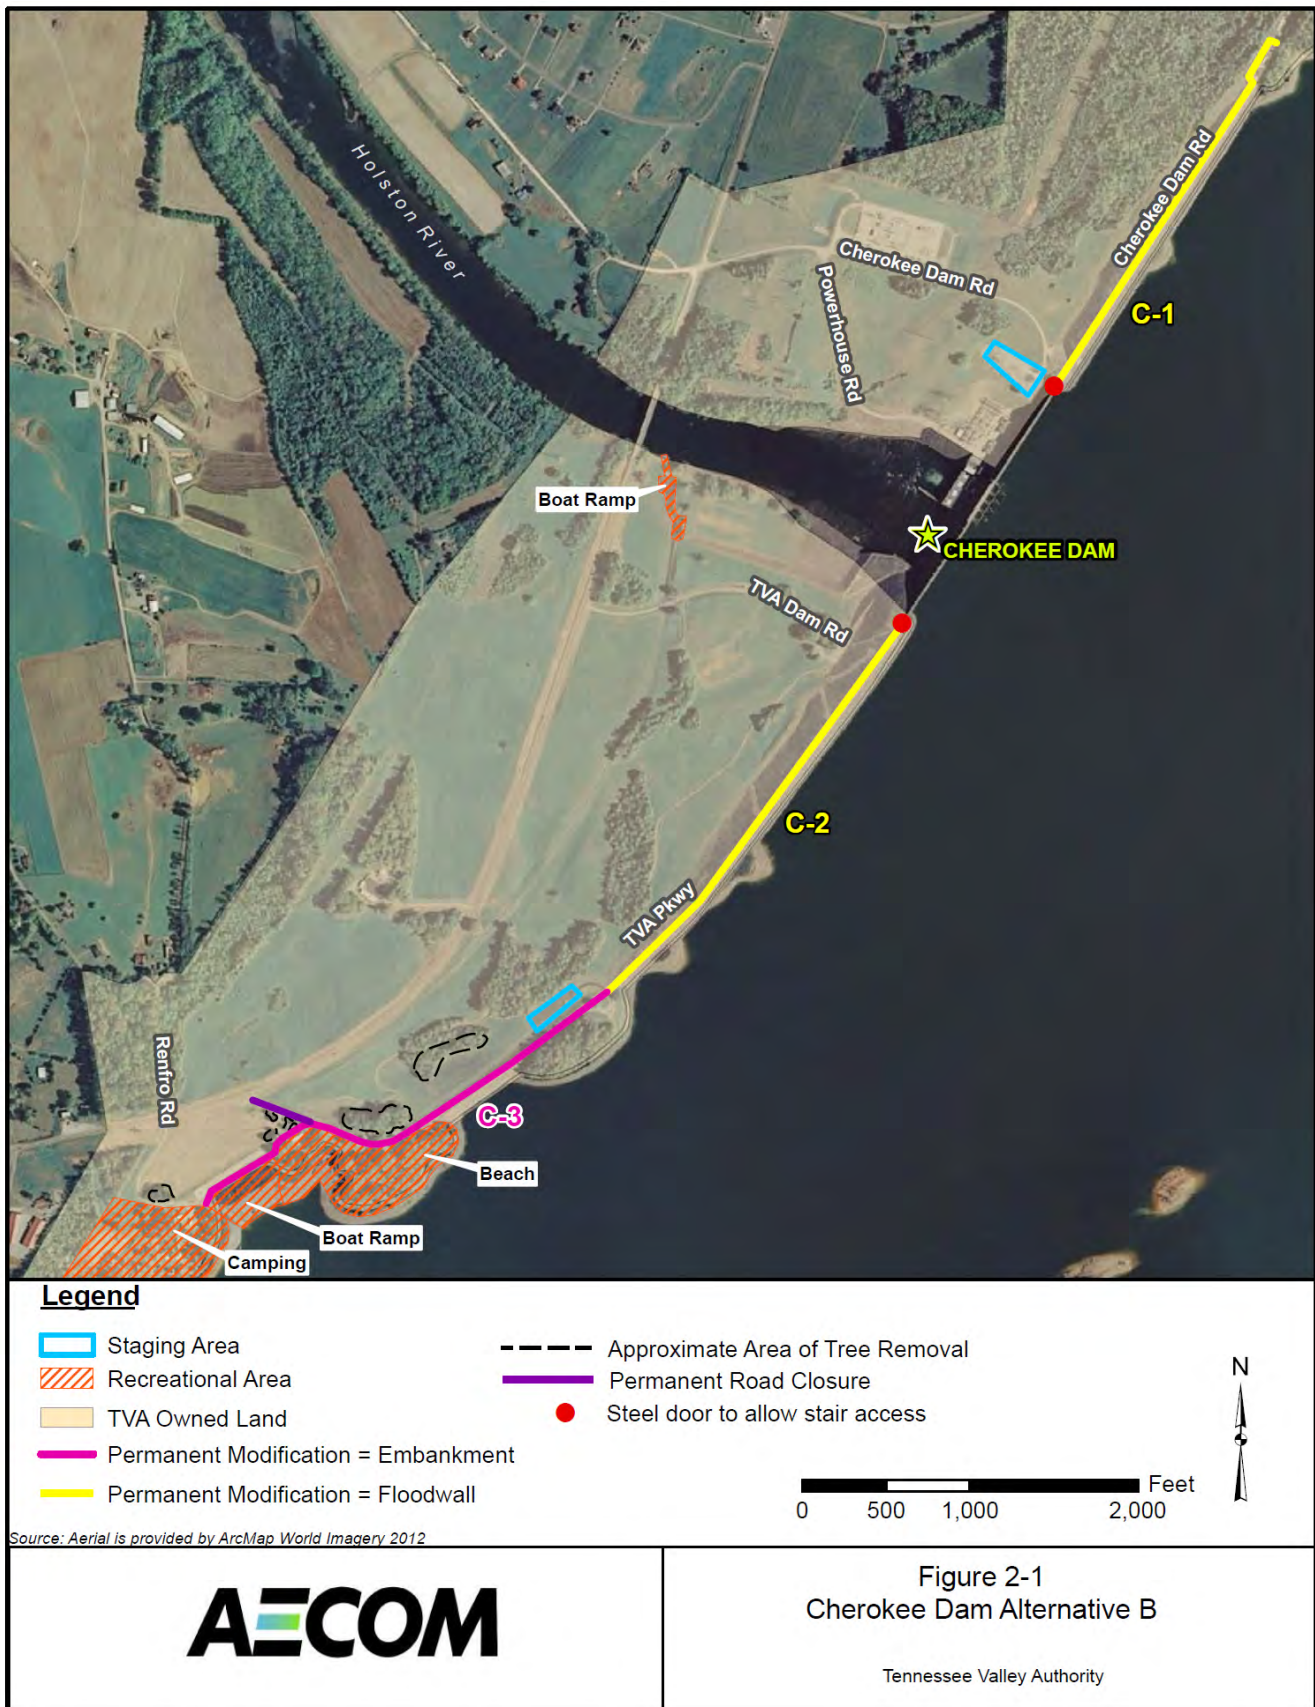 Holston River
Cherokee Dam Rd
Cherokee Dam Rd
Powerhouse Rd
C-1
Boat Ramp
CHEROKEE DAM
TVA Dam Rd
C-2
TVA Pkwy
Renfro Rd
C-3
Beach
Boat Ramp
Camping
Legend
Staging Area
Recreational Area
TVA Owned Land
Permanent Modification = Embankment
Permanent Modification = Floodwall
Approximate Area of Tree Removal
Permanent Road Closure
Steel door to allow stair access
N
Feet
0 500 1,000 2,000
Source: Aerial is provided by ArcMap World Imagery 2012
AECOM
Figure 2-1
Cherokee Dam Alternative B
Tennessee Valley Authority